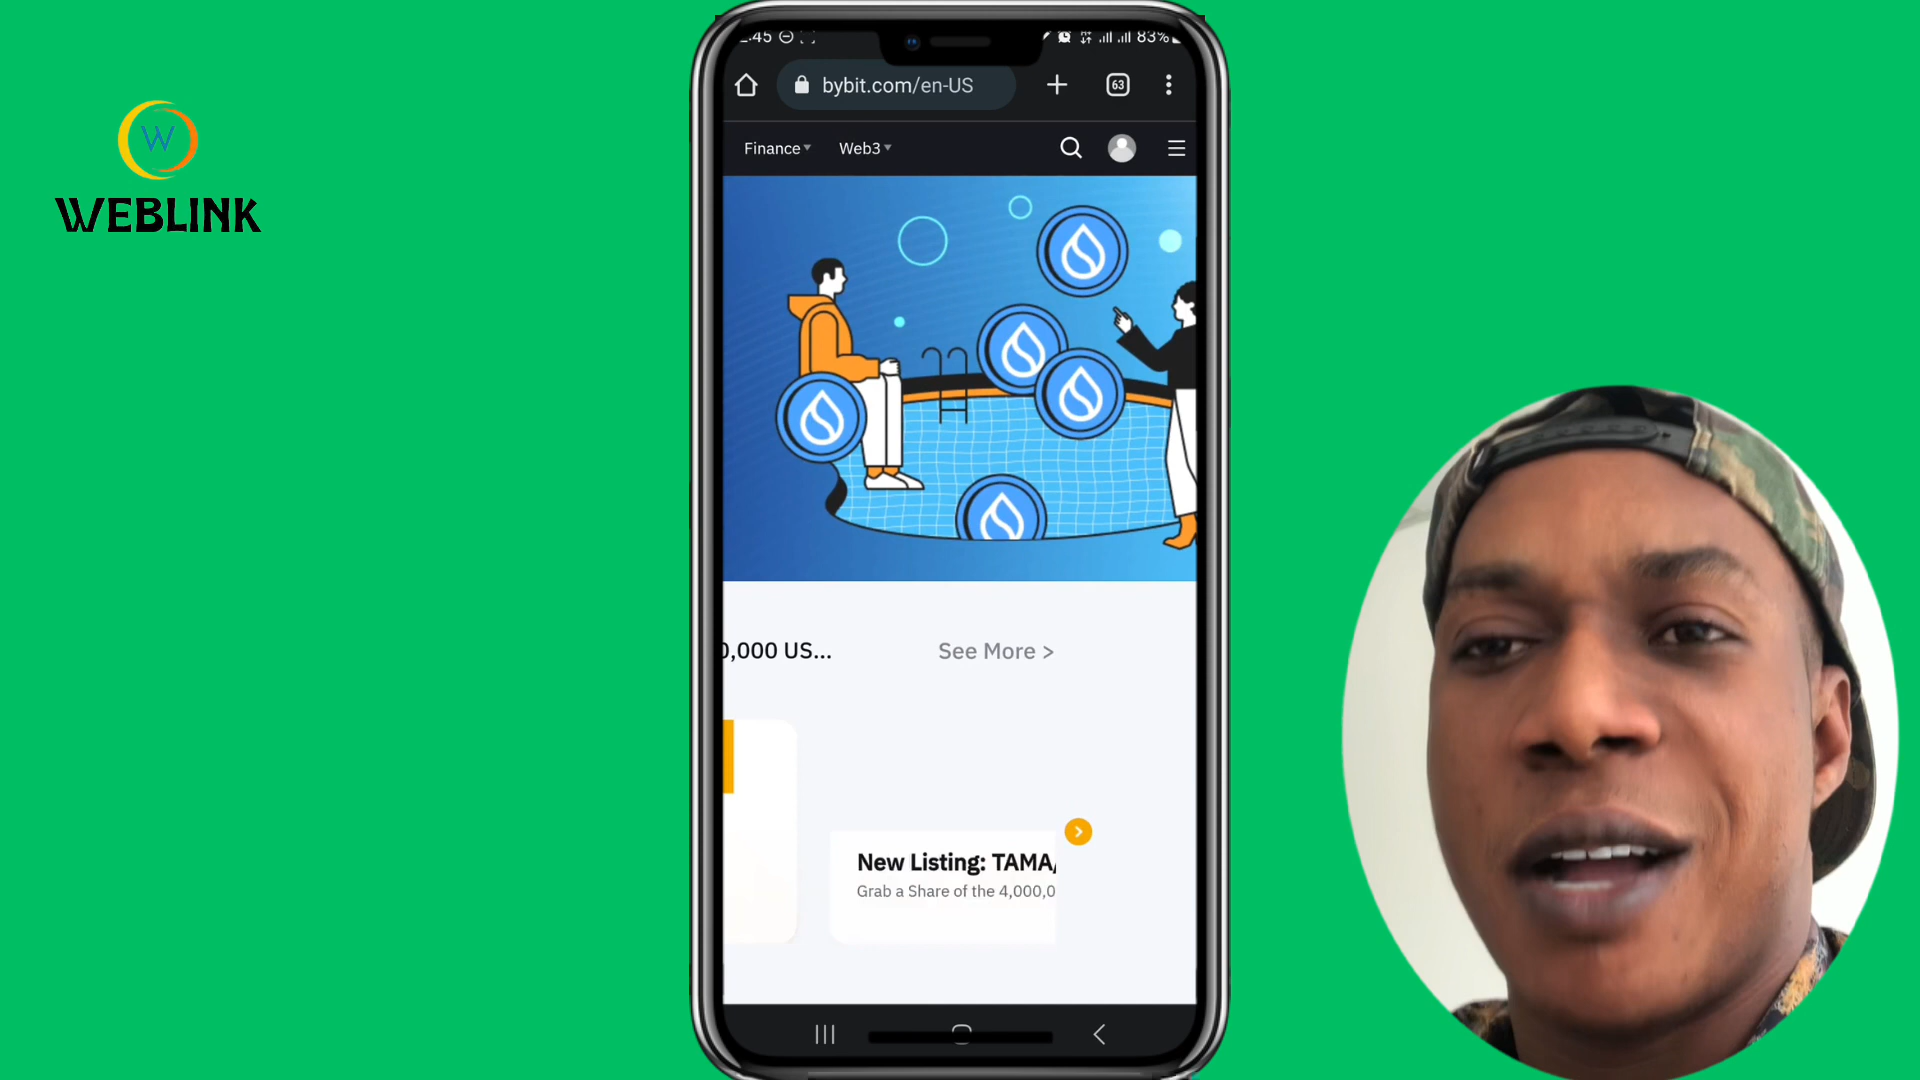 W
WEBLINK
:45 83%
bybit.com/en-US 63
Finance Web3
0,000 US...
See More >
New Listing: TAMA/
Grab a Share of the 4,000,0